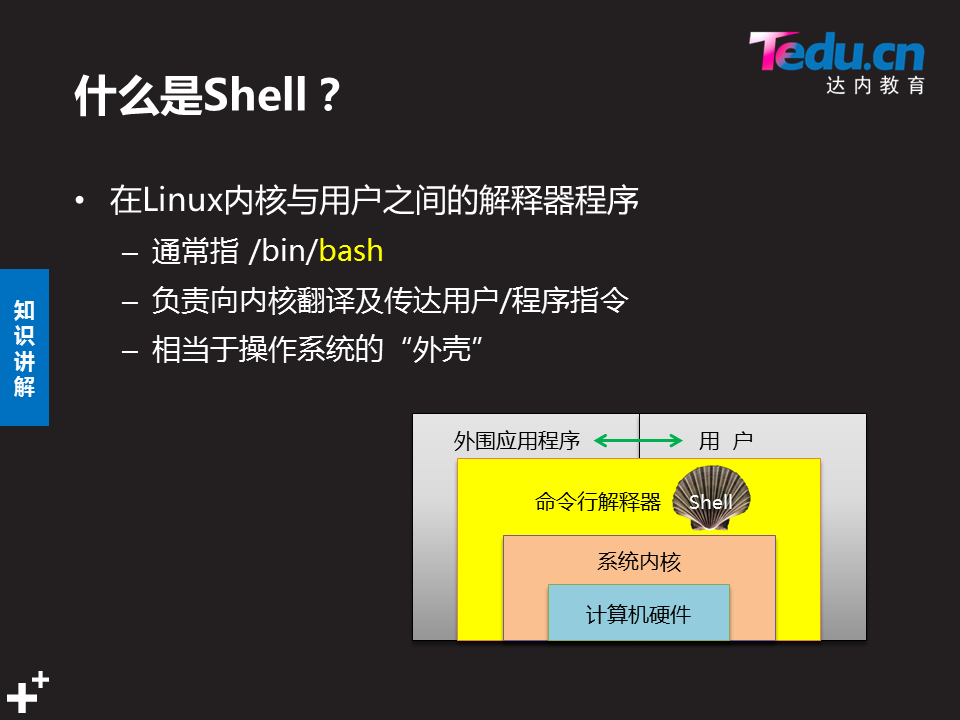 Tedu.cn
达内教育
什么是Shell？
• 在Linux内核与用户之间的解释器程序
– 通常指 /bin/bash
– 负责向内核翻译及传达用户/程序指令
– 相当于操作系统的“外壳”
知识讲解
外围应用程序 用 户
命令行解释器 Shell
系统内核
计算机硬件